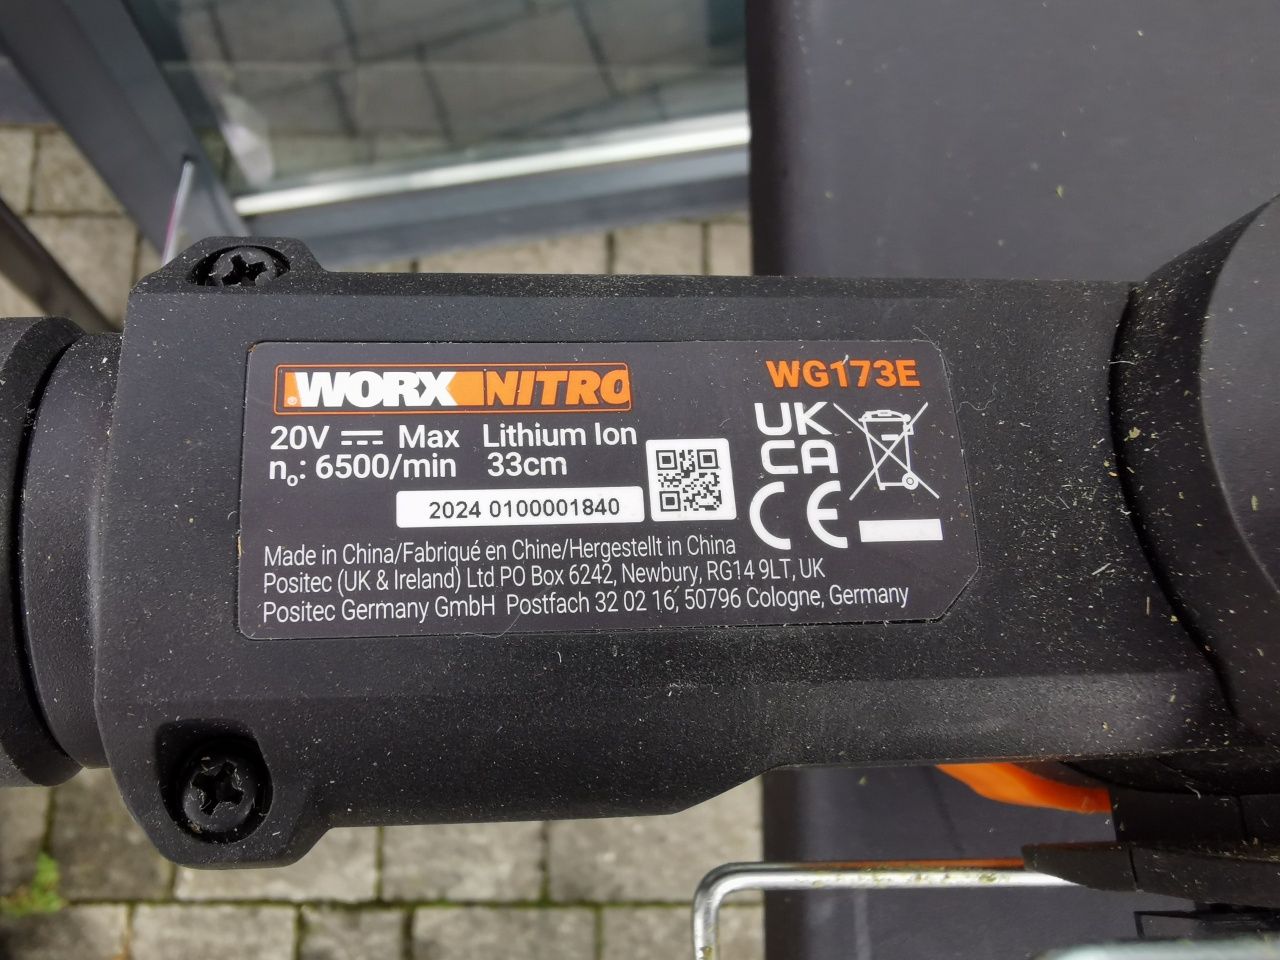 WORX NITRO
WG173E
20V Max Lithium Ion
n₀: 6500/min 33cm
2024 0100001840
UK
CA
CE
Made in China/Fabriqué en Chine/Hergestellt in China
Positec (UK & Ireland) Ltd PO Box 6242, Newbury, RG14 9LT, UK
Positec Germany GmbH Postfach 32 02 16, 50796 Cologne, Germany